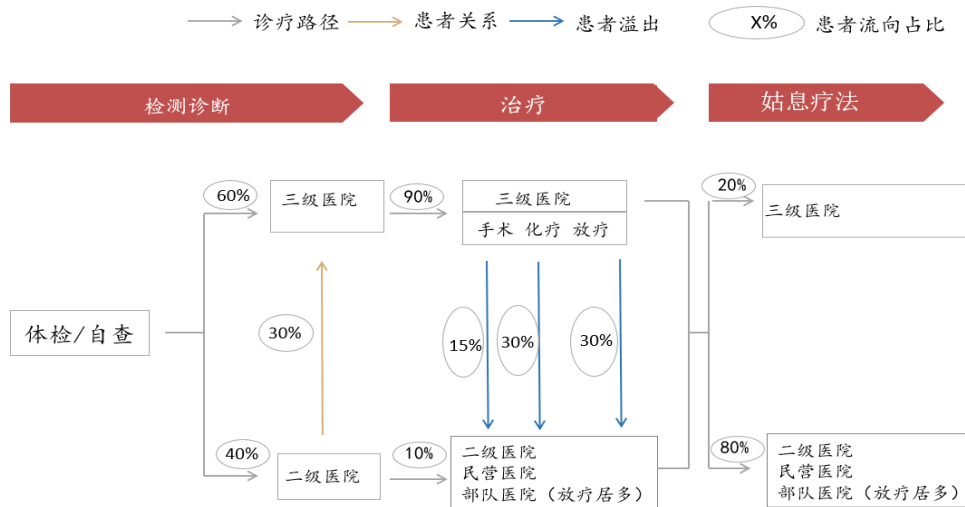 诊疗路径
患者关系
患者溢出
X%
患者流向占比
检测诊断
治疗
姑息疗法
60%
三级医院
90%
三级医院
手术 化疗 放疗
20%
三级医院
体检/自查
30%
15%
30%
30%
40%
二级医院
10%
二级医院
民营医院
部队医院（放疗居多）
80%
二级医院
民营医院
部队医院（放疗居多）